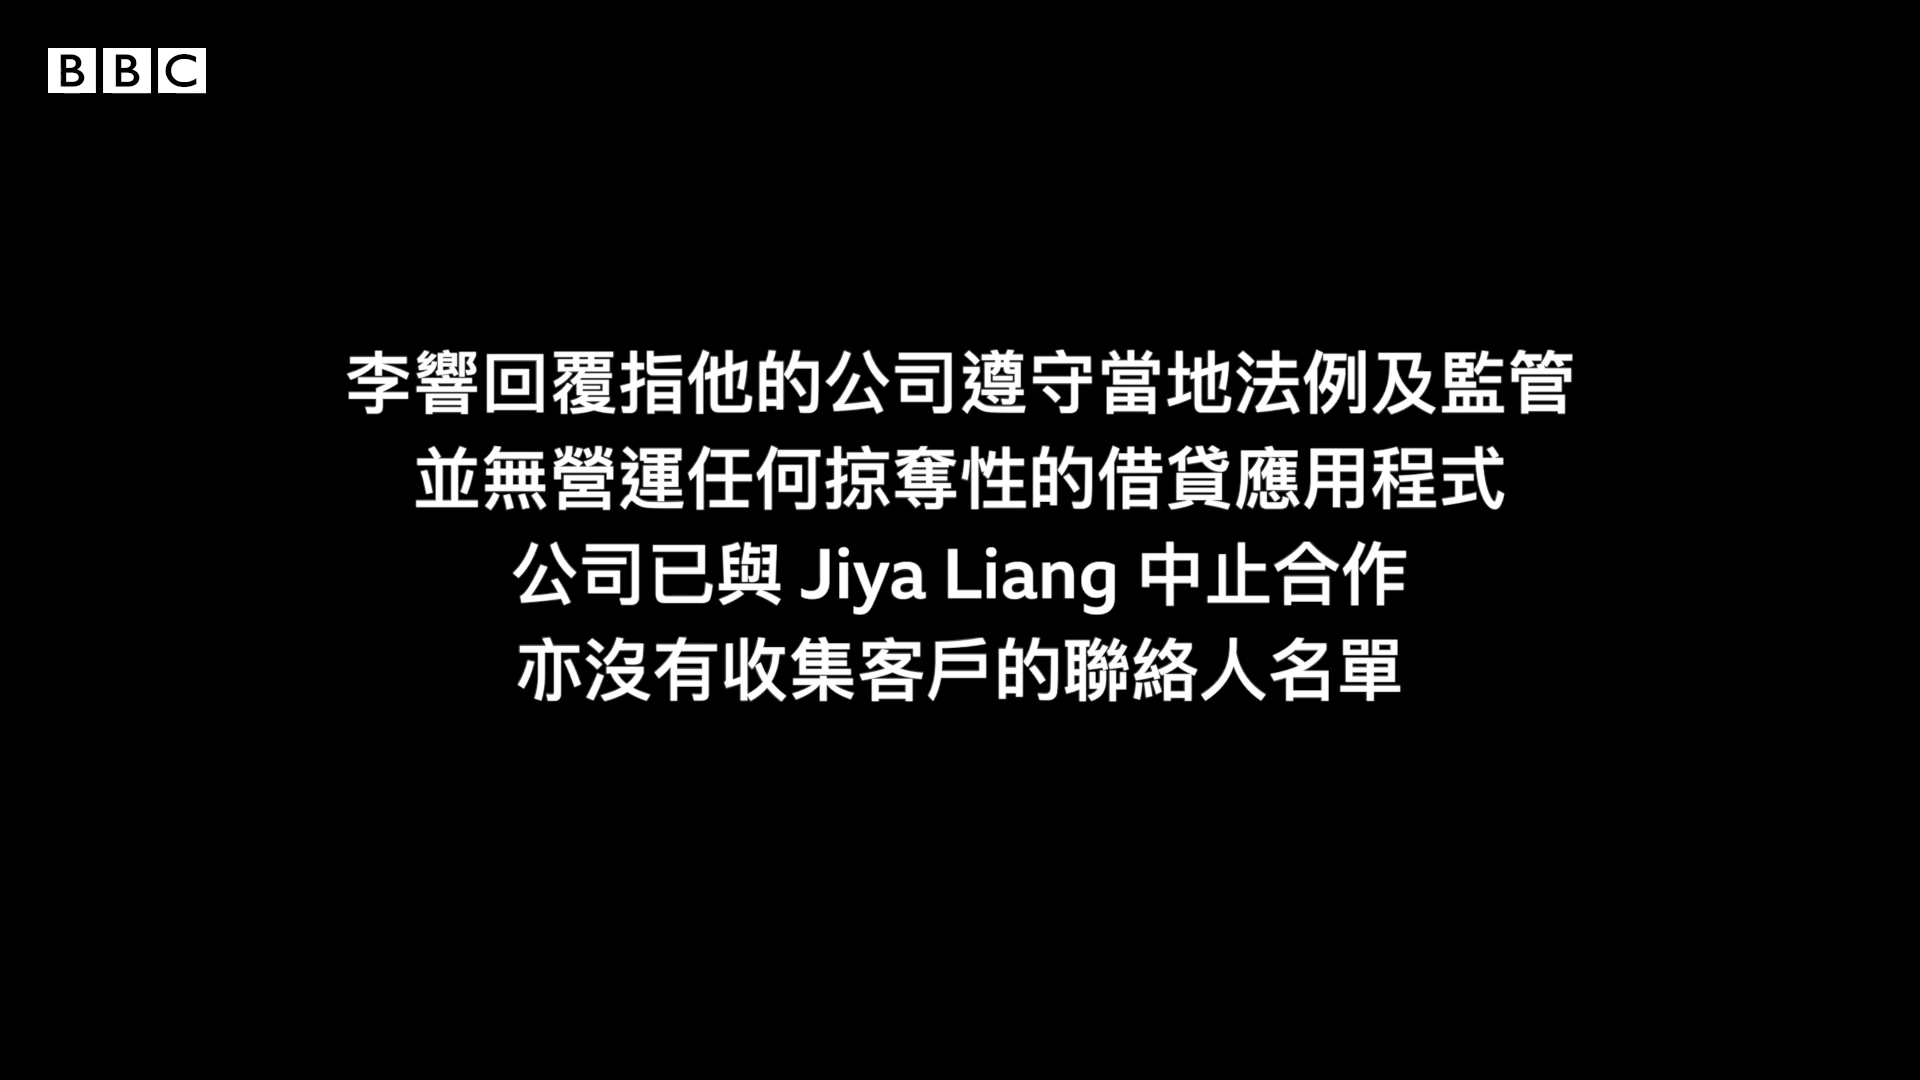 BBC
李響回覆指他的公司遵守當地法例及監管
並無營運任何掠奪性的借貸應用程式
公司已與 Jiya Liang 中止合作
亦沒有收集客戶的聯絡人名單